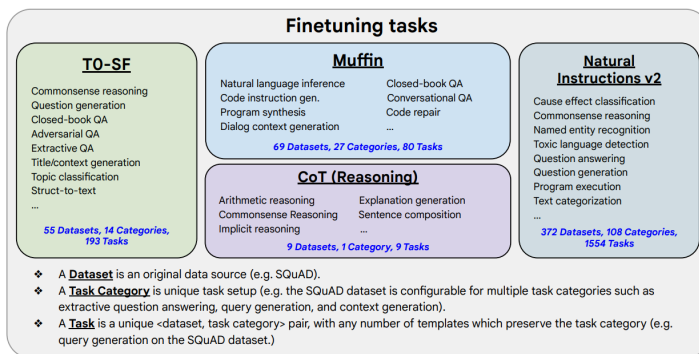 Finetuning tasks
T0-SF
Commonsense reasoning
Question generation
Closed-book QA
Adversarial QA
Extractive QA
Title/context generation
Topic classification
Struct-to-text
...
55 Datasets, 14 Categories,
193 Tasks
Muffin
Natural language inference
Code instruction gen.
Program synthesis
Dialog context generation
Closed-book QA
Conversational QA
Code repair
...
69 Datasets, 27 Categories, 80 Tasks
CoT (Reasoning)
Arithmetic reasoning
Commonsense Reasoning
Implicit reasoning
Explanation generation
Sentence composition
...
9 Datasets, 1 Category, 9 Tasks
Natural
Instructions v2
Cause effect classification
Commonsense reasoning
Named entity recognition
Toxic language detection
Question answering
Question generation
Program execution
Text categorization
...
372 Datasets, 108 Categories,
1554 Tasks
❖ A Dataset is an original data source (e.g. SQuAD).
❖ A Task Category is unique task setup (e.g. the SQuAD dataset is configurable for multiple task categories such as
extractive question answering, query generation, and context generation).
❖ A Task is a unique <dataset, task category> pair, with any number of templates which preserve the task category (e.g.
query generation on the SQuAD dataset.)